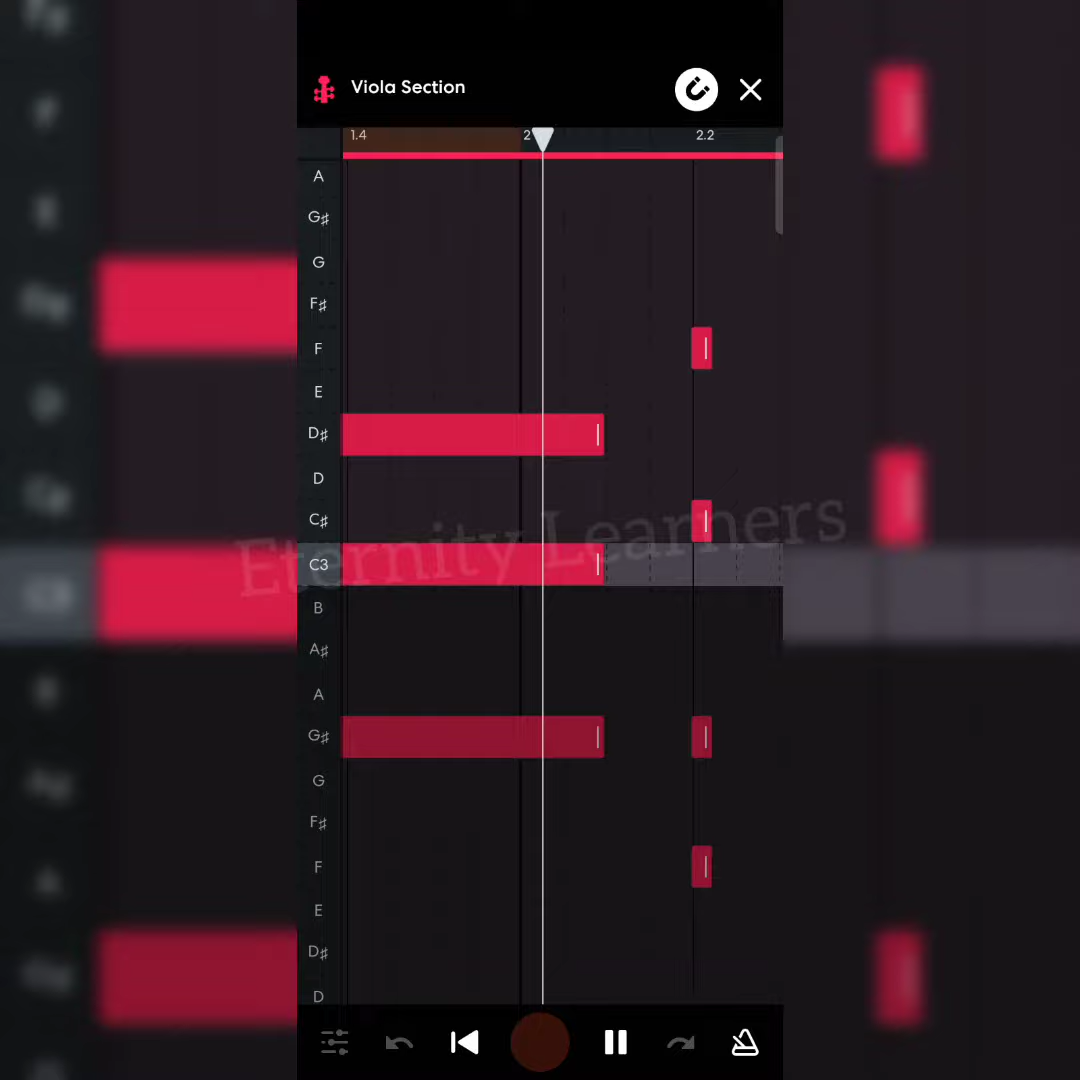 Viola Section
1.4 2 2.2
A
G♯
G
F♯
F
E
D♯
D
C♯
C3
B
A♯
A
G♯
G
F♯
F
E
D♯
D
Eternity Learners